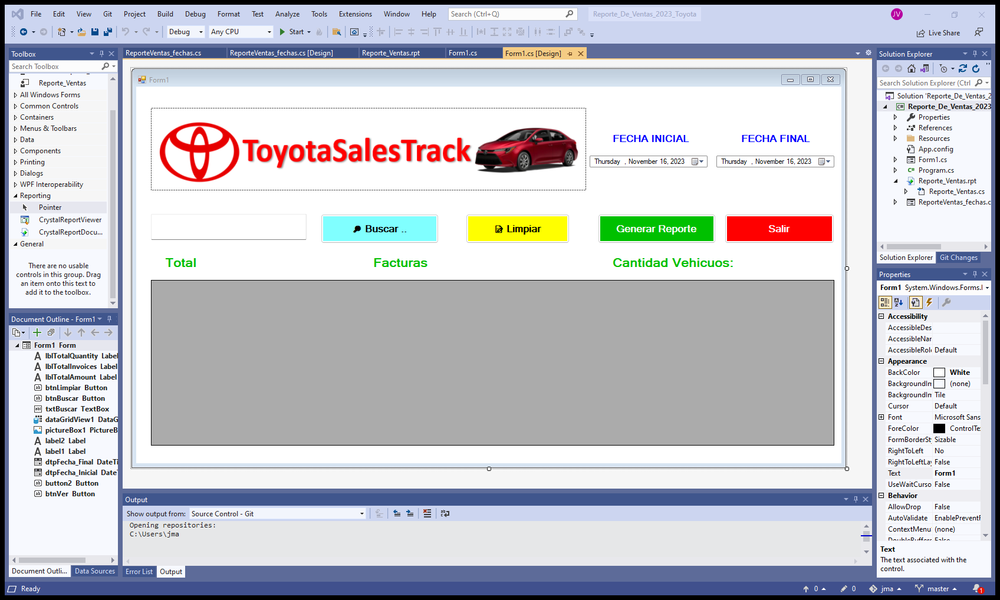 File Edit View Git Project Build Debug Format Test Analyze Tools Extensions Window Help Search (Ctrl+Q) Reporte_De_Ventas_2023_Toyota JV
Debug Any CPU Start Live Share
Toolbox
Search Toolbox
Reporte_Ventas
All Windows Forms
Common Controls
Containers
Menus & Toolbars
Data
Components
Printing
Dialogs
WPF Interoperability
Reporting
Pointer
CrystalReportViewer
CrystalReportDocu...
General
There are no usable
controls in this group. Drag
an item onto this text to
add it to the toolbox.
Document Outline - Form1
Form1 Form
lblTotalQuantity Label
lblTotalInvoices Label
lblTotalAmount Label
btnLimpiar Button
btnBuscar Button
txtBuscar TextBox
dataGridView1 DataG
pictureBox1 PictureB
label2 Label
label1 Label
dtpFecha_Final DateTi
dtpFecha_Inicial DateT
button2 Button
btnVer Button
Document Outli... Data Sources
ReporteVentas_fechas.cs ReporteVentas_fechas.cs [Design] Reporte_Ventas.rpt Form1.cs Form1.cs [Design]
Form1
ToyotaSalesTrack
FECHA INICIAL FECHA FINAL
Thursday , November 16, 2023 Thursday , November 16, 2023
Buscar .. Limpiar Generar Reporte Salir
Total Facturas Cantidad Vehicuos:
Output
Show output from: Source Control - Git
Opening repositories:
C:\Users\jma
Error List Output
Solution Explorer
Search Solution Explorer (Ctrl
Solution 'Reporte_De_Ventas_2
Reporte_De_Ventas_2023
Properties
References
Resources
App.config
Form1.cs
C# Program.cs
Reporte_Ventas.rpt
Reporte_Ventas.cs
ReporteVentas_fechas.c
Solution Explorer Git Changes
Properties
Form1 System.Windows.Forms.
Accessibility
AccessibleDes
AccessibleNar
AccessibleRole Default
Appearance
BackColor White
BackgroundIm (none)
BackgroundIm Tile
Cursor Default
Font Microsoft Sans
ForeColor ControlTe
FormBorderSt Sizable
RightToLeft No
RightToLeftLay False
Text Form1
UseWaitCurso False
Behavior
AllowDrop False
AutoValidate EnablePreventF
ContextMenu (none)
Text
The text associated with the
control.
Ready 0 0 jma master 1